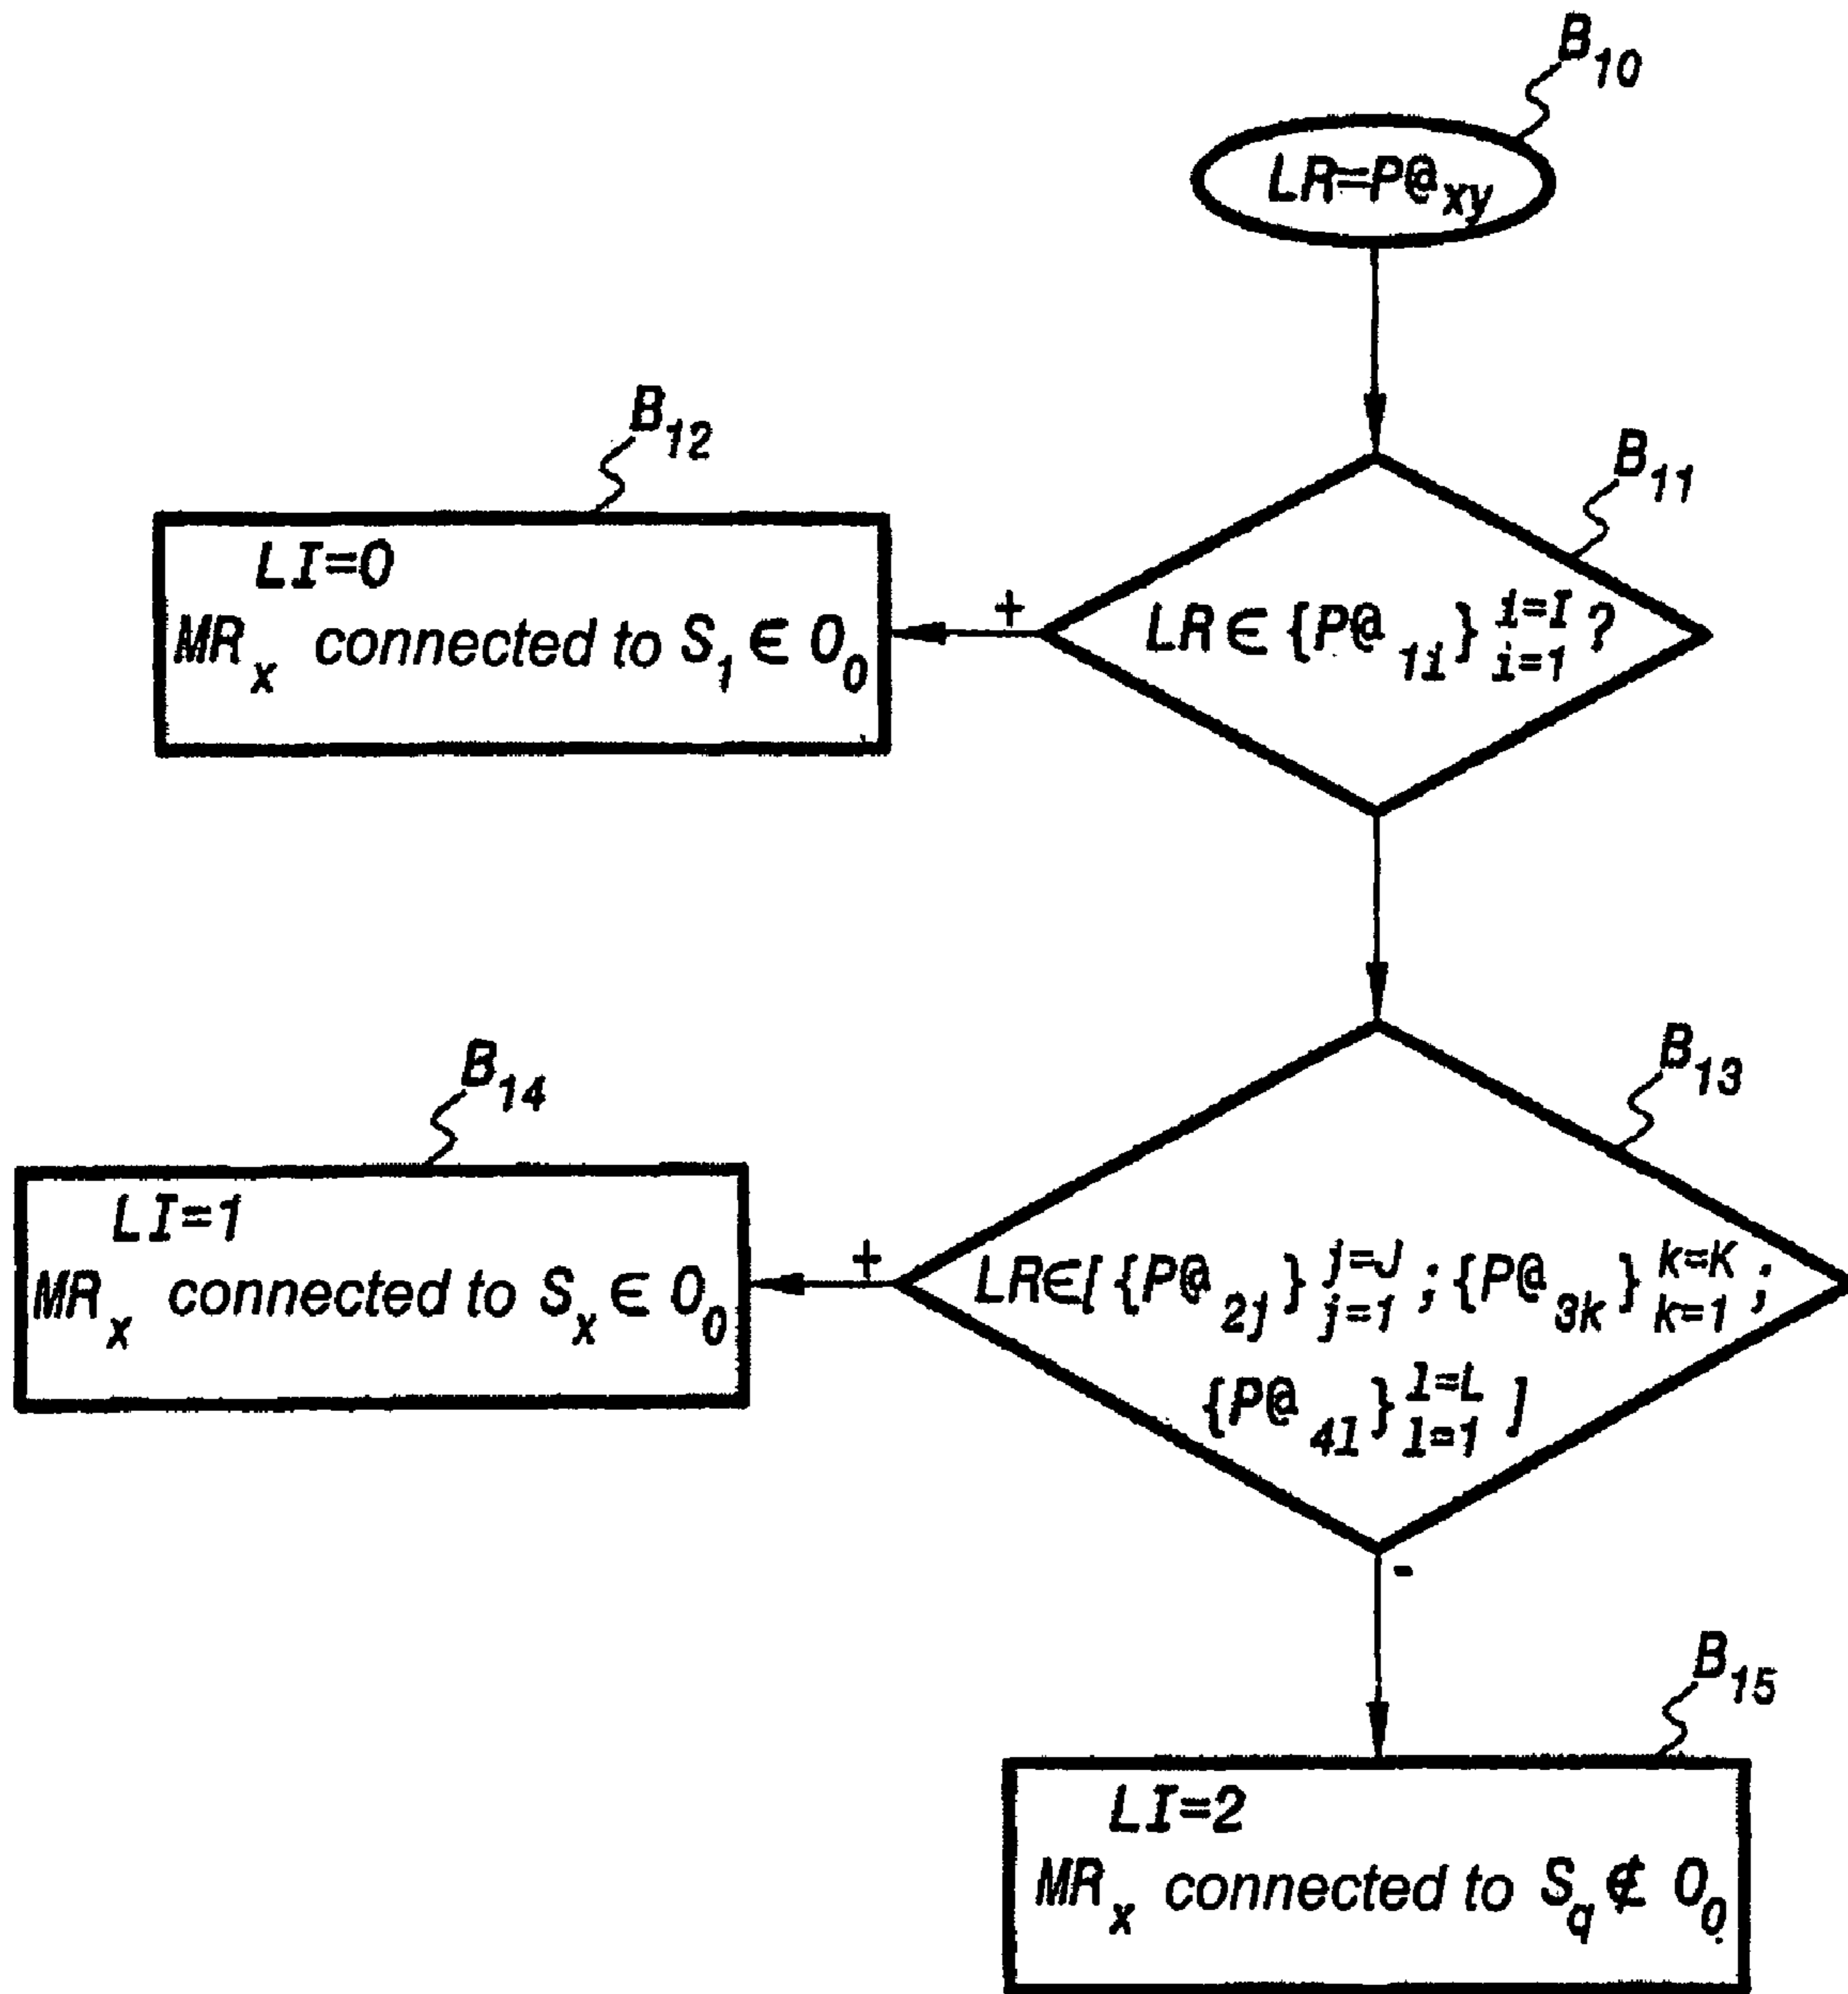 B10
LR=P@xy
B12
B11
LI=0
MRx connected to S1 ∈ O0
+
LR ∈ {P@1i} i=I i=1 ?
B14
B13
LI=1
MRx connected to Sx ∈ O0
+
LR∈[ {P@2j} j=J j=1 ; {P@3k} k=K k=1 ;
{P@4l} l=L l=1 ]
-
B15
LI=2
MRx connected to Sq ∉ O0